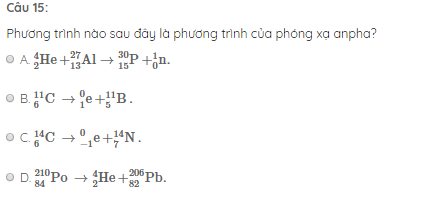 Câu 15:
Phương trình nào sau đây là phương trình của phóng xạ anpha?
A. ⁴₂He + ²⁷₁₃Al → ³⁰₁₅P + ¹₀n.
B. ¹¹₆C → ⁰₁e + ¹¹₅B.
C. ¹⁴₆C → ⁰₋₁e + ¹⁴₇N.
D. ²¹⁰₈₄Po → ⁴₂He + ²⁰⁶₈₂Pb.